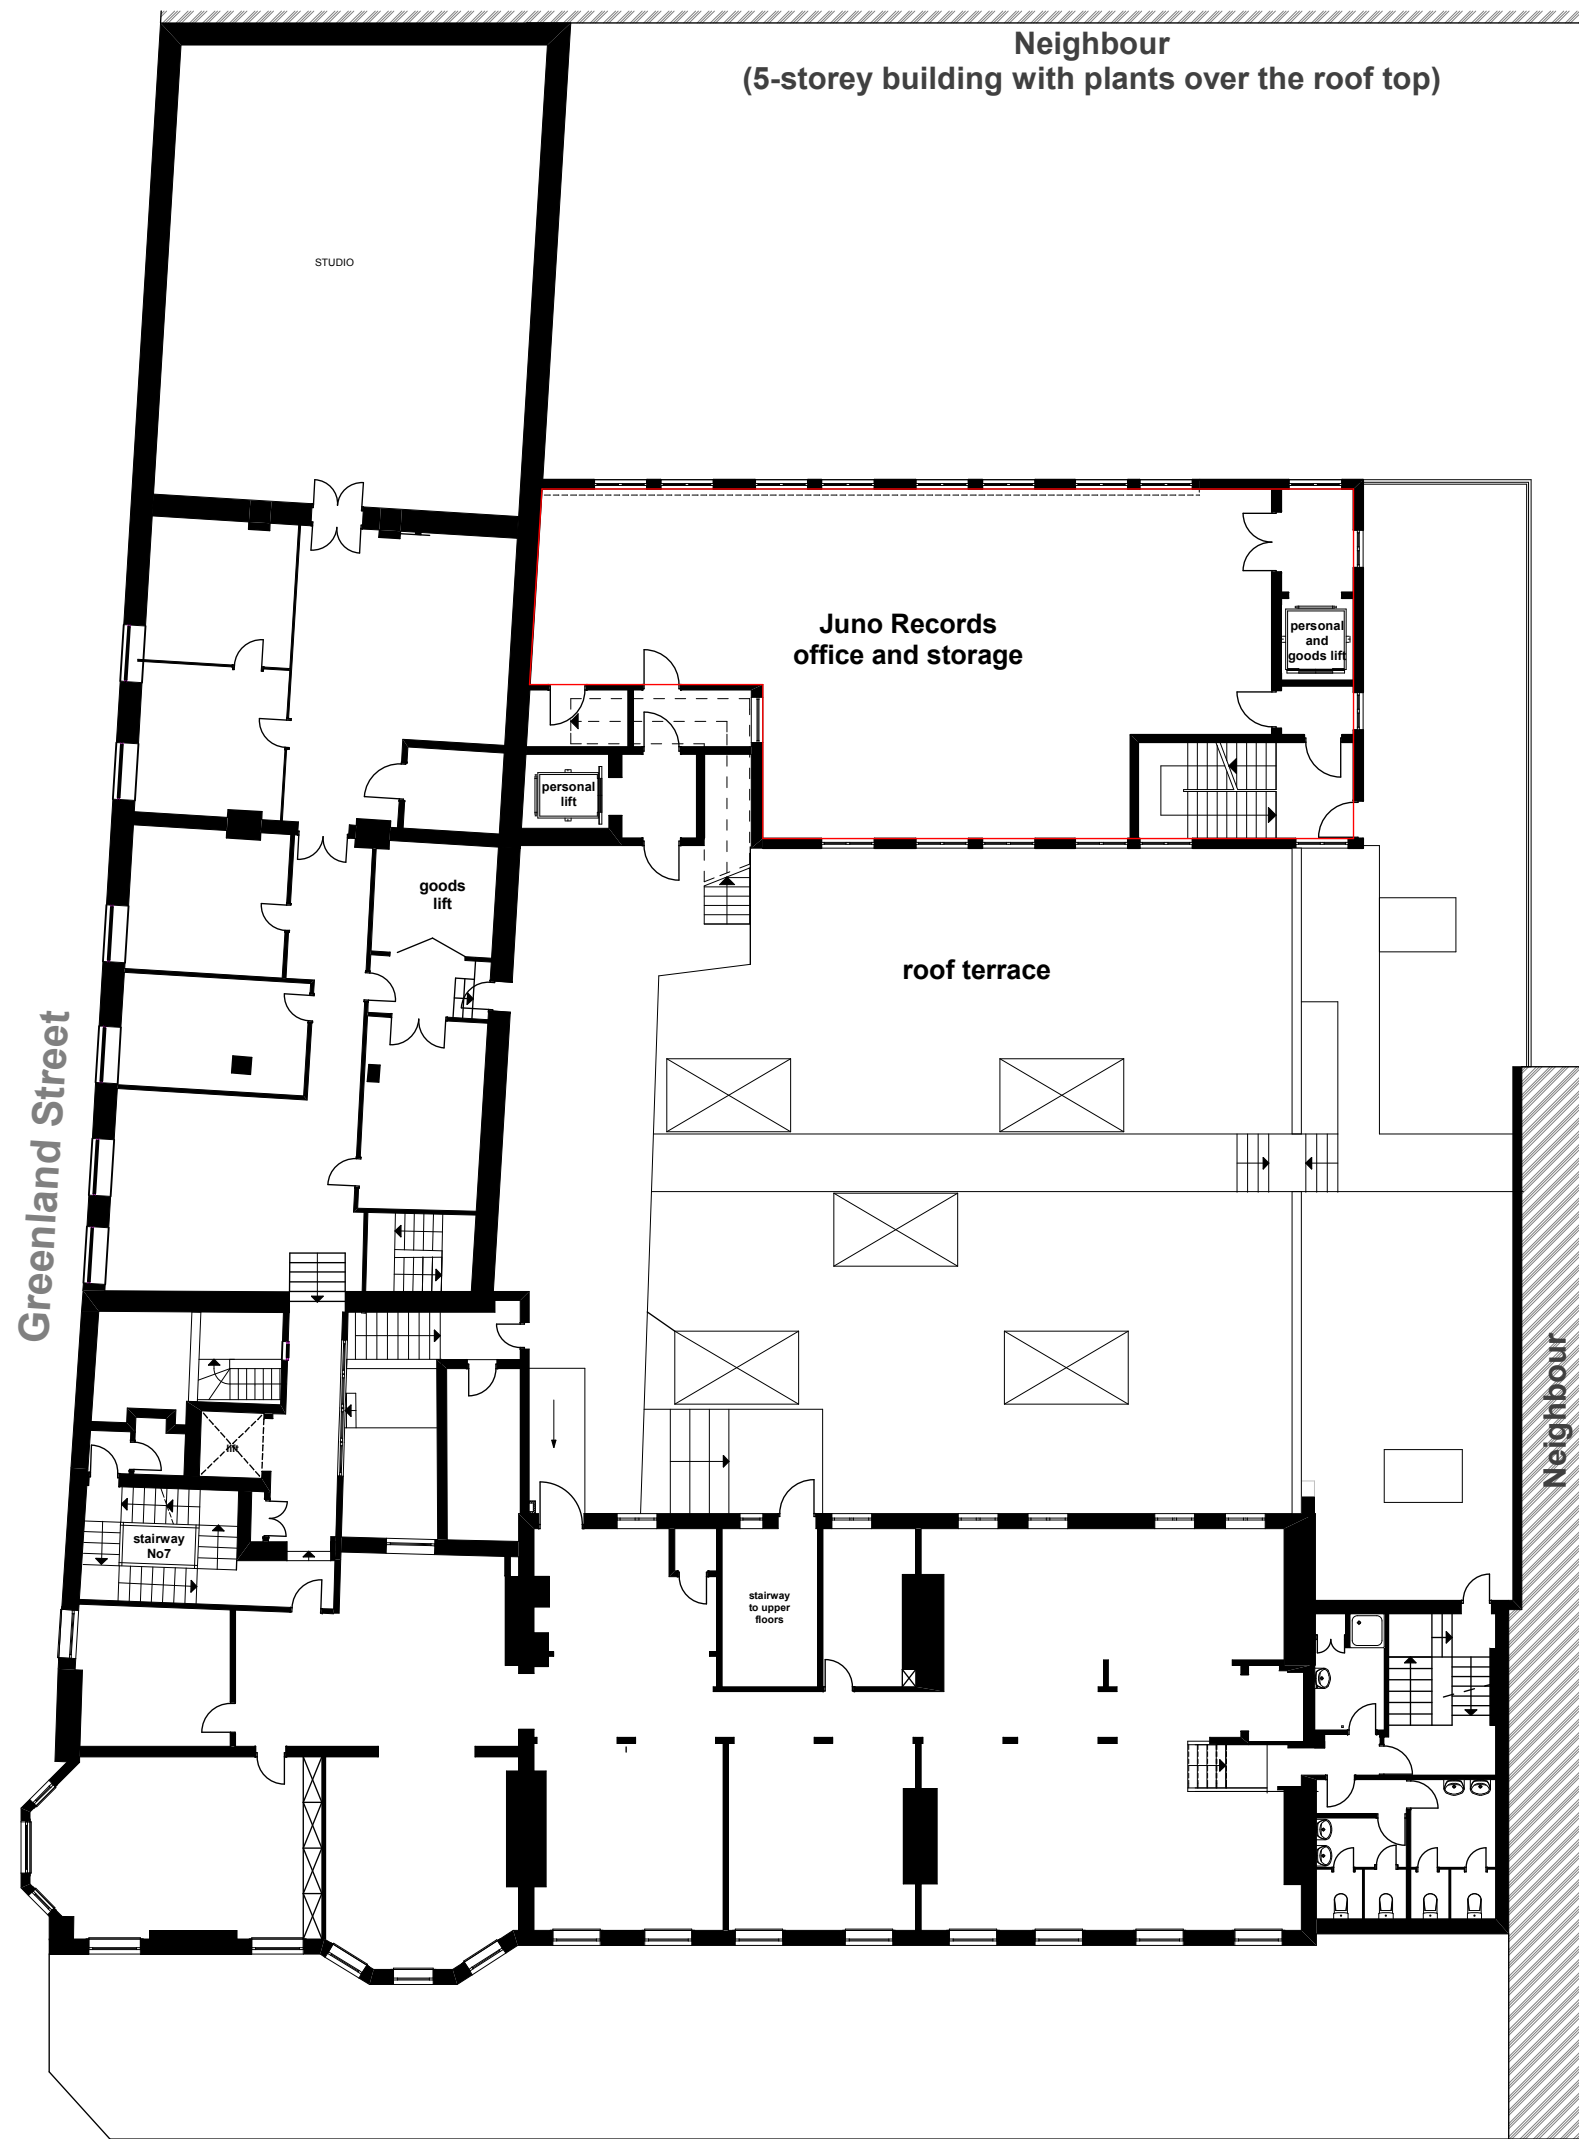 Neighbour
(5-storey building with plants over the roof top)
STUDIO
Juno Records
office and storage
personal
and
goods lift
personal
lift
goods
lift
roof terrace
Greenland Street
Neighbour
lift
stairway
No7
stairway
to upper
floors